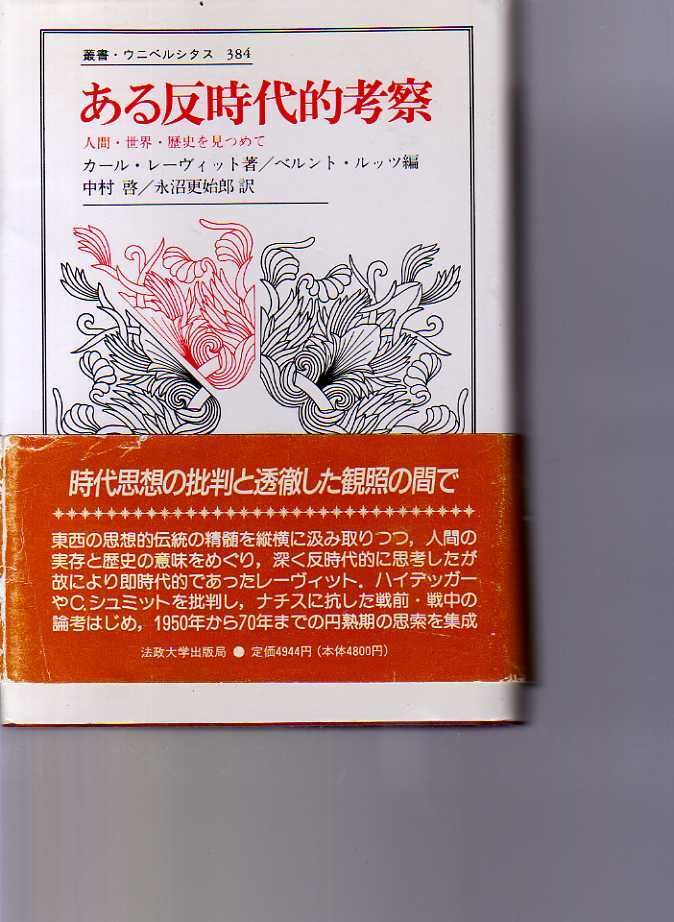 叢書・ウニベルシタス 384
ある反時代的考察
人間・世界・歴史を見つめて
カール・レーヴィット著／ベルント・ルッツ編
中村 啓／永沼更始郎 訳
時代思想の批判と透徹した観照の間で
東西の思想的伝統の精髄を縦横に汲み取りつつ，人間の
実存と歴史の意味をめぐり，深く反時代的に思考したが
故により即時代的であったレーヴィット．ハイデッガー
やC.シュミットを批判し，ナチスに抗した戦前・戦中の
論考はじめ，1950年から70年までの円熟期の思索を集成
法政大学出版局 ● 定価4944円（本体4800円）